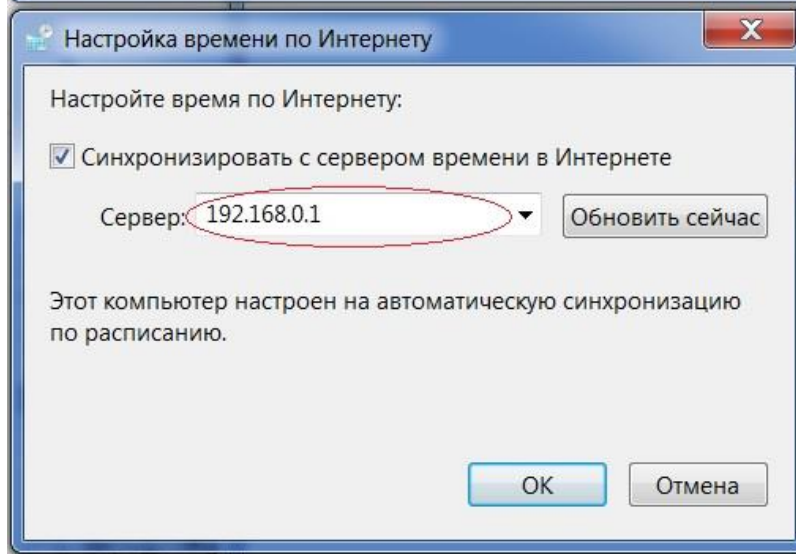 Настройка времени по Интернету
X
Настройте время по Интернету:
Синхронизировать с сервером времени в Интернете
Сервер: 192.168.0.1 Обновить сейчас
Этот компьютер настроен на автоматическую синхронизацию
по расписанию.
ОК Отмена